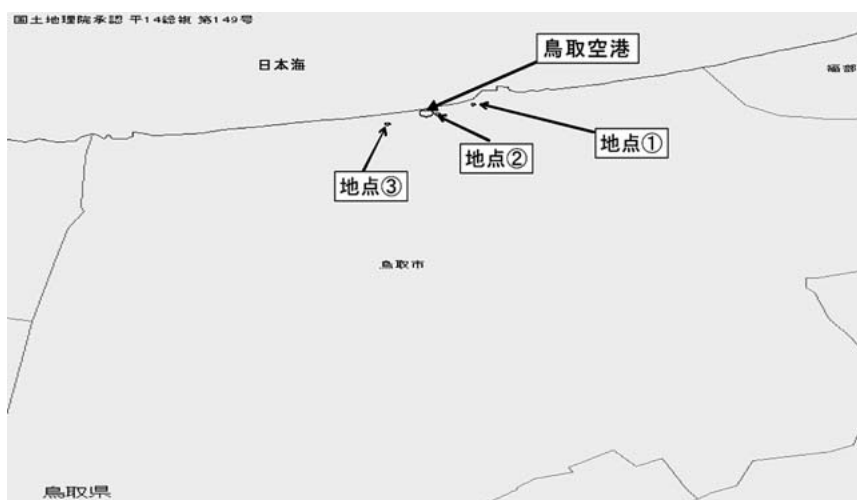 国土地理院承認 平14総複 第149号
鳥取空港
日本海
福部
地点①
地点②
地点③
鳥取市
鳥取県